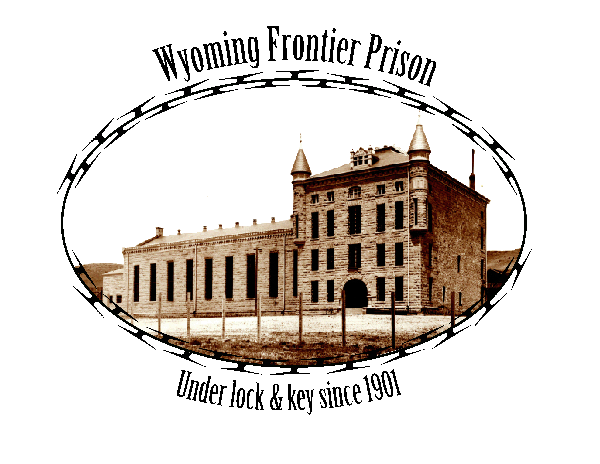 Wyoming Frontier Prison
Under lock & key since 1901